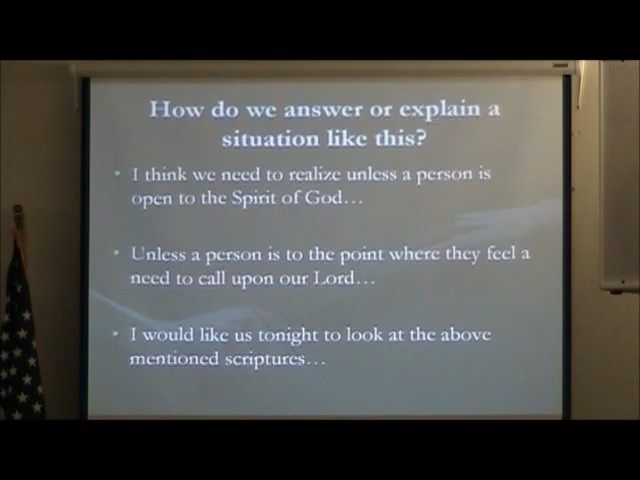 How do we answer or explain a
situation like this?
• I think we need to realize unless a person is
open to the Spirit of God…
• Unless a person is to the point where they feel a
need to call upon our Lord…
• I would like us tonight to look at the above
mentioned scriptures…